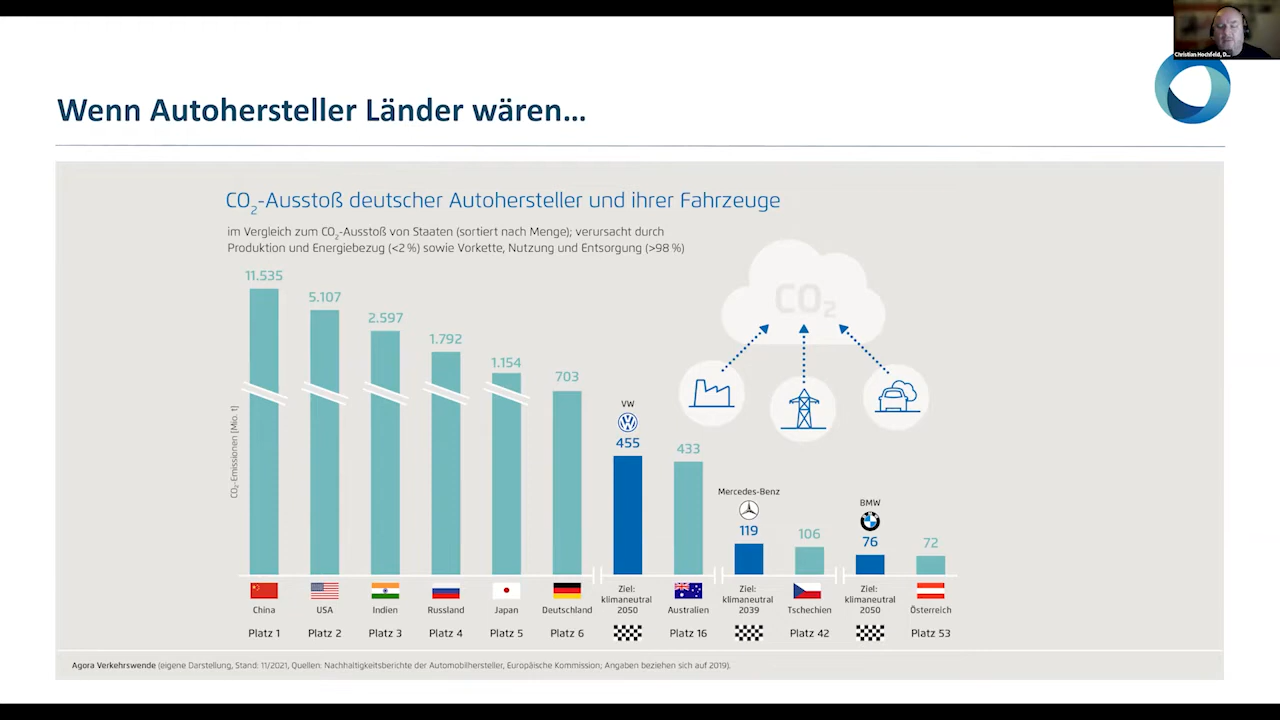 Christian Hochfeld, D...
Wenn Autohersteller Länder wären…
CO2-Ausstoß deutscher Autohersteller und ihrer Fahrzeuge
im Vergleich zum CO2-Ausstoß von Staaten (sortiert nach Menge); verursacht durch
Produktion und Energiebezug (<2 %) sowie Vorkette, Nutzung und Entsorgung (>98 %)
CO2
CO2-Emissionen [Mio. t]
11.535
5.107
2.597
1.792
1.154
703
VW
455
433
Mercedes-Benz
119
106
BMW
76
72
China
USA
Indien
Russland
Japan
Deutschland
Ziel:
klimaneutral
2050
Australien
Ziel:
klimaneutral
2039
Tschechien
Ziel:
klimaneutral
2050
Österreich
Platz 1
Platz 2
Platz 3
Platz 4
Platz 5
Platz 6
Platz 16
Platz 42
Platz 53
Agora Verkehrswende (eigene Darstellung, Stand: 11/2021, Quellen: Nachhaltigkeitsberichte der Automobilhersteller, Europäische Kommission; Angaben beziehen sich auf 2019).